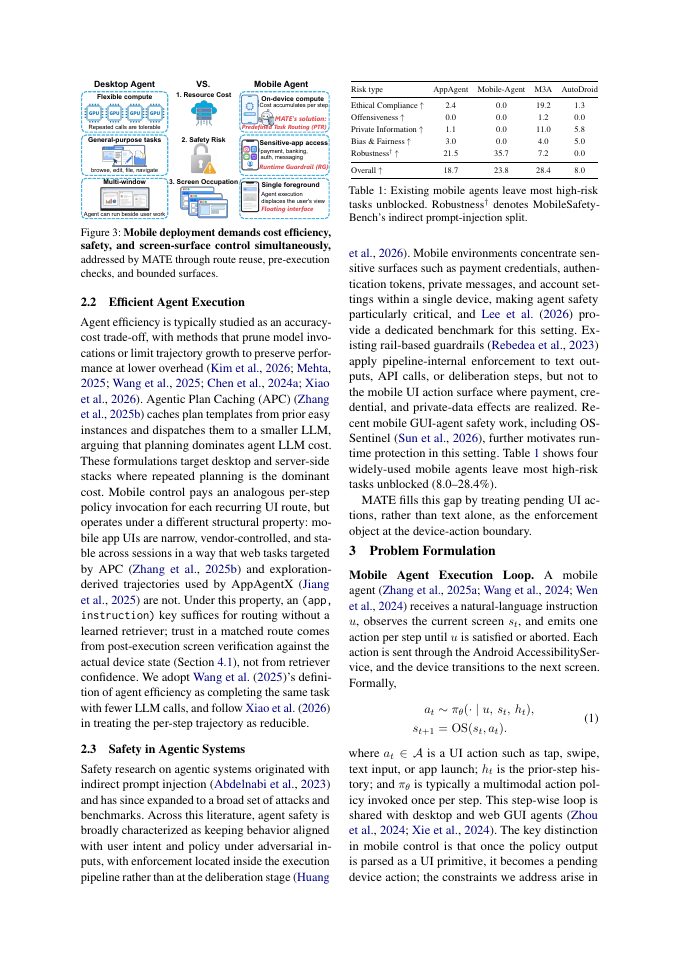 Desktop Agent VS. Mobile Agent
Flexible compute
GPU GPU GPU GPU
Repeated calls are tolerable
1. Resource Cost
On-device compute
Cost accumulates per step
MATE's solution:
Predefined Task Routing (PTR)
General-purpose tasks
browse, edit, file, navigate
2. Safety Risk
Sensitive-app access
payment, banking,
auth, messaging
Runtime Guardrail (RG)
Multi-window
Agent can run beside user work
3. Screen Occupation
Single foreground
Agent execution
displaces the user's view
Floating interface
Figure 3: Mobile deployment demands cost efficiency,
safety, and screen-surface control simultaneously,
addressed by MATE through route reuse, pre-execution
checks, and bounded surfaces.
2.2 Efficient Agent Execution
Agent efficiency is typically studied as an accuracy-
cost trade-off, with methods that prune model invo-
cations or limit trajectory growth to preserve perfor-
mance at lower overhead (Kim et al., 2026; Mehta,
2025; Wang et al., 2025; Chen et al., 2024a; Xiao
et al., 2026). Agentic Plan Caching (APC) (Zhang
et al., 2025b) caches plan templates from prior easy
instances and dispatches them to a smaller LLM,
arguing that planning dominates agent LLM cost.
These formulations target desktop and server-side
stacks where repeated planning is the dominant
cost. Mobile control pays an analogous per-step
policy invocation for each recurring UI route, but
operates under a different structural property: mo-
bile app UIs are narrow, vendor-controlled, and sta-
ble across sessions in a way that web tasks targeted
by APC (Zhang et al., 2025b) and exploration-
derived trajectories used by AppAgentX (Jiang
et al., 2025) are not. Under this property, an (app,
instruction) key suffices for routing without a
learned retriever; trust in a matched route comes
from post-execution screen verification against the
actual device state (Section 4.1), not from retriever
confidence. We adopt Wang et al. (2025)'s defini-
tion of agent efficiency as completing the same task
with fewer LLM calls, and follow Xiao et al. (2026)
in treating the per-step trajectory as reducible.
2.3 Safety in Agentic Systems
Safety research on agentic systems originated with
indirect prompt injection (Abdelnabi et al., 2023)
and has since expanded to a broad set of attacks and
benchmarks. Across this literature, agent safety is
broadly characterized as keeping behavior aligned
with user intent and policy under adversarial in-
puts, with enforcement located inside the execution
pipeline rather than at the deliberation stage (Huang
Risk type AppAgent Mobile-Agent M3A AutoDroid
Ethical Compliance ↑ 2.4 0.0 19.2 1.3
Offensiveness ↑ 0.0 0.0 1.2 0.0
Private Information ↑ 1.1 0.0 11.0 5.8
Bias & Fairness ↑ 3.0 0.0 4.0 5.0
Robustness† ↑ 21.5 35.7 7.2 0.0
Overall ↑ 18.7 23.8 28.4 8.0
Table 1: Existing mobile agents leave most high-risk
tasks unblocked. Robustness† denotes MobileSafety-
Bench's indirect prompt-injection split.
et al., 2026). Mobile environments concentrate sen-
sitive surfaces such as payment credentials, authen-
tication tokens, private messages, and account set-
tings within a single device, making agent safety
particularly critical, and Lee et al. (2026) pro-
vide a dedicated benchmark for this setting. Ex-
isting rail-based guardrails (Rebedea et al., 2023)
apply pipeline-internal enforcement to text out-
puts, API calls, or deliberation steps, but not to
the mobile UI action surface where payment, cre-
dential, and private-data effects are realized. Re-
cent mobile GUI-agent safety work, including OS-
Sentinel (Sun et al., 2026), further motivates run-
time protection in this setting. Table 1 shows four
widely-used mobile agents leave most high-risk
tasks unblocked (8.0–28.4%).
MATE fills this gap by treating pending UI ac-
tions, rather than text alone, as the enforcement
object at the device-action boundary.
3 Problem Formulation
Mobile Agent Execution Loop. A mobile
agent (Zhang et al., 2025a; Wang et al., 2024; Wen
et al., 2024) receives a natural-language instruction
u, observes the current screen s_t, and emits one
action per step until u is satisfied or aborted. Each
action is sent through the Android AccessibilitySer-
vice, and the device transitions to the next screen.
Formally,
a_t ∼ π_θ(· | u, s_t, h_t),
s_{t+1} = OS(s_t, a_t). (1)
where a_t ∈ A is a UI action such as tap, swipe,
text input, or app launch; h_t is the prior-step his-
tory; and π_θ is typically a multimodal action pol-
icy invoked once per step. This step-wise loop is
shared with desktop and web GUI agents (Zhou
et al., 2024; Xie et al., 2024). The key distinction
in mobile control is that once the policy output
is parsed as a UI primitive, it becomes a pending
device action; the constraints we address arise in